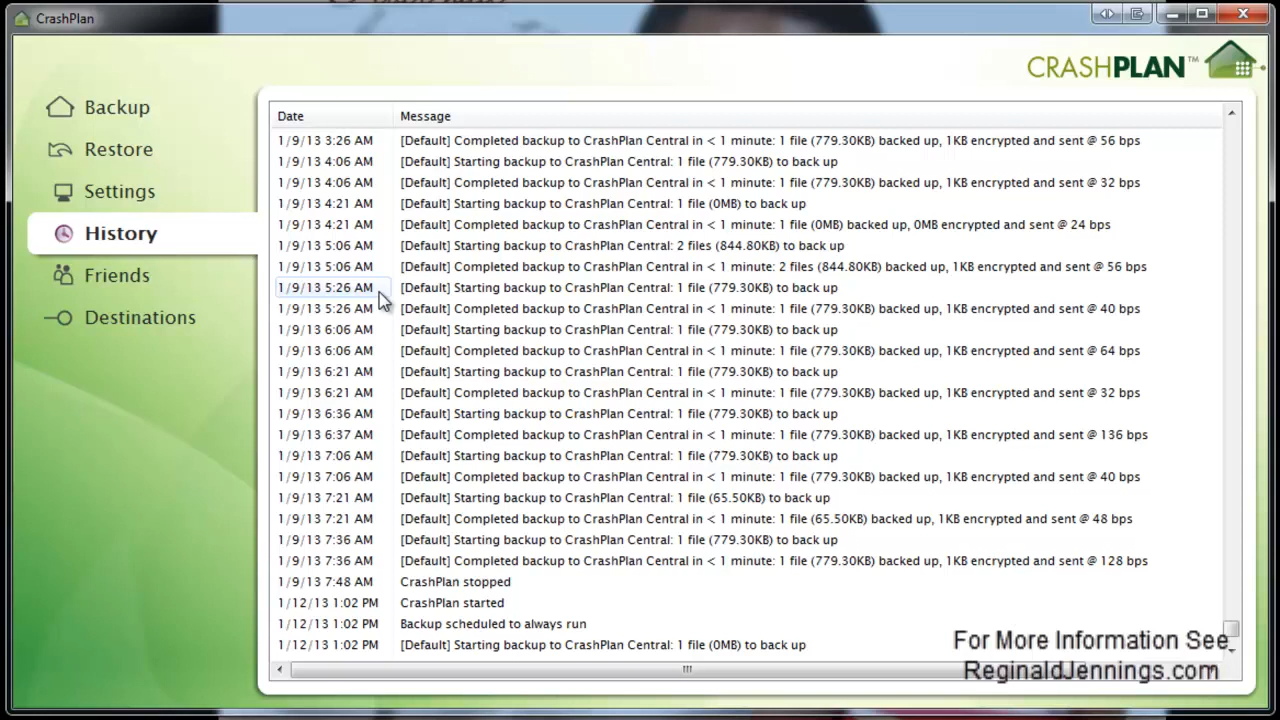 CrashPlan
CRASHPLAN™
Backup
Restore
Settings
History
Friends
Destinations
Date Message
1/9/13 3:26 AM [Default] Completed backup to CrashPlan Central in < 1 minute: 1 file (779.30KB) backed up, 1KB encrypted and sent @ 56 bps
1/9/13 4:06 AM [Default] Starting backup to CrashPlan Central: 1 file (779.30KB) to back up
1/9/13 4:06 AM [Default] Completed backup to CrashPlan Central in < 1 minute: 1 file (779.30KB) backed up, 1KB encrypted and sent @ 32 bps
1/9/13 4:21 AM [Default] Starting backup to CrashPlan Central: 1 file (0MB) to back up
1/9/13 4:21 AM [Default] Completed backup to CrashPlan Central in < 1 minute: 1 file (0MB) backed up, 0MB encrypted and sent @ 24 bps
1/9/13 5:06 AM [Default] Starting backup to CrashPlan Central: 2 files (844.80KB) to back up
1/9/13 5:06 AM [Default] Completed backup to CrashPlan Central in < 1 minute: 2 files (844.80KB) backed up, 1KB encrypted and sent @ 56 bps
1/9/13 5:26 AM [Default] Starting backup to CrashPlan Central: 1 file (779.30KB) to back up
1/9/13 5:26 AM [Default] Completed backup to CrashPlan Central in < 1 minute: 1 file (779.30KB) backed up, 1KB encrypted and sent @ 40 bps
1/9/13 6:06 AM [Default] Starting backup to CrashPlan Central: 1 file (779.30KB) to back up
1/9/13 6:06 AM [Default] Completed backup to CrashPlan Central in < 1 minute: 1 file (779.30KB) backed up, 1KB encrypted and sent @ 64 bps
1/9/13 6:21 AM [Default] Starting backup to CrashPlan Central: 1 file (779.30KB) to back up
1/9/13 6:21 AM [Default] Completed backup to CrashPlan Central in < 1 minute: 1 file (779.30KB) backed up, 1KB encrypted and sent @ 32 bps
1/9/13 6:36 AM [Default] Starting backup to CrashPlan Central: 1 file (779.30KB) to back up
1/9/13 6:37 AM [Default] Completed backup to CrashPlan Central in < 1 minute: 1 file (779.30KB) backed up, 1KB encrypted and sent @ 136 bps
1/9/13 7:06 AM [Default] Starting backup to CrashPlan Central: 1 file (779.30KB) to back up
1/9/13 7:06 AM [Default] Completed backup to CrashPlan Central in < 1 minute: 1 file (779.30KB) backed up, 1KB encrypted and sent @ 40 bps
1/9/13 7:21 AM [Default] Starting backup to CrashPlan Central: 1 file (65.50KB) to back up
1/9/13 7:21 AM [Default] Completed backup to CrashPlan Central in < 1 minute: 1 file (65.50KB) backed up, 1KB encrypted and sent @ 48 bps
1/9/13 7:36 AM [Default] Starting backup to CrashPlan Central: 1 file (779.30KB) to back up
1/9/13 7:36 AM [Default] Completed backup to CrashPlan Central in < 1 minute: 1 file (779.30KB) backed up, 1KB encrypted and sent @ 128 bps
1/9/13 7:48 AM CrashPlan stopped
1/12/13 1:02 PM CrashPlan started
1/12/13 1:02 PM Backup scheduled to always run
1/12/13 1:02 PM [Default] Starting backup to CrashPlan Central: 1 file (0MB) to back up
For More Information See
ReginaldJennings.com